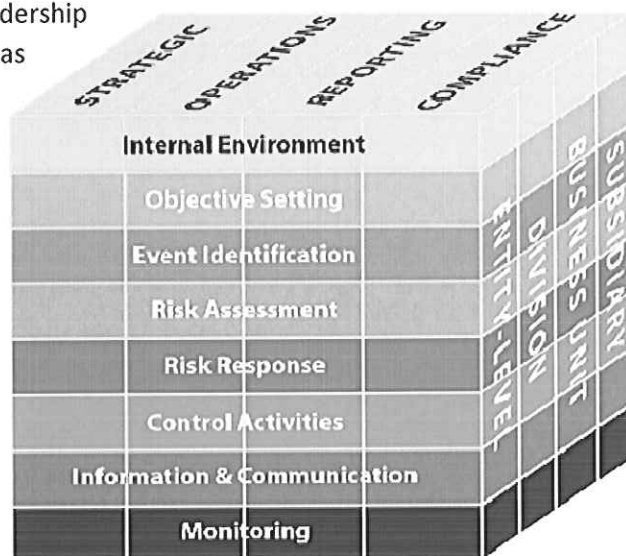 dership
as
STRATEGIC
OPERATIONS
REPORTING
COMPLIANCE
Internal Environment
Objective Setting
Event Identification
Risk Assessment
Risk Response
Control Activities
Information & Communication
Monitoring
ENTITY-LEVEL
DIVISION
BUSINESS UNIT
SUBSIDIARY